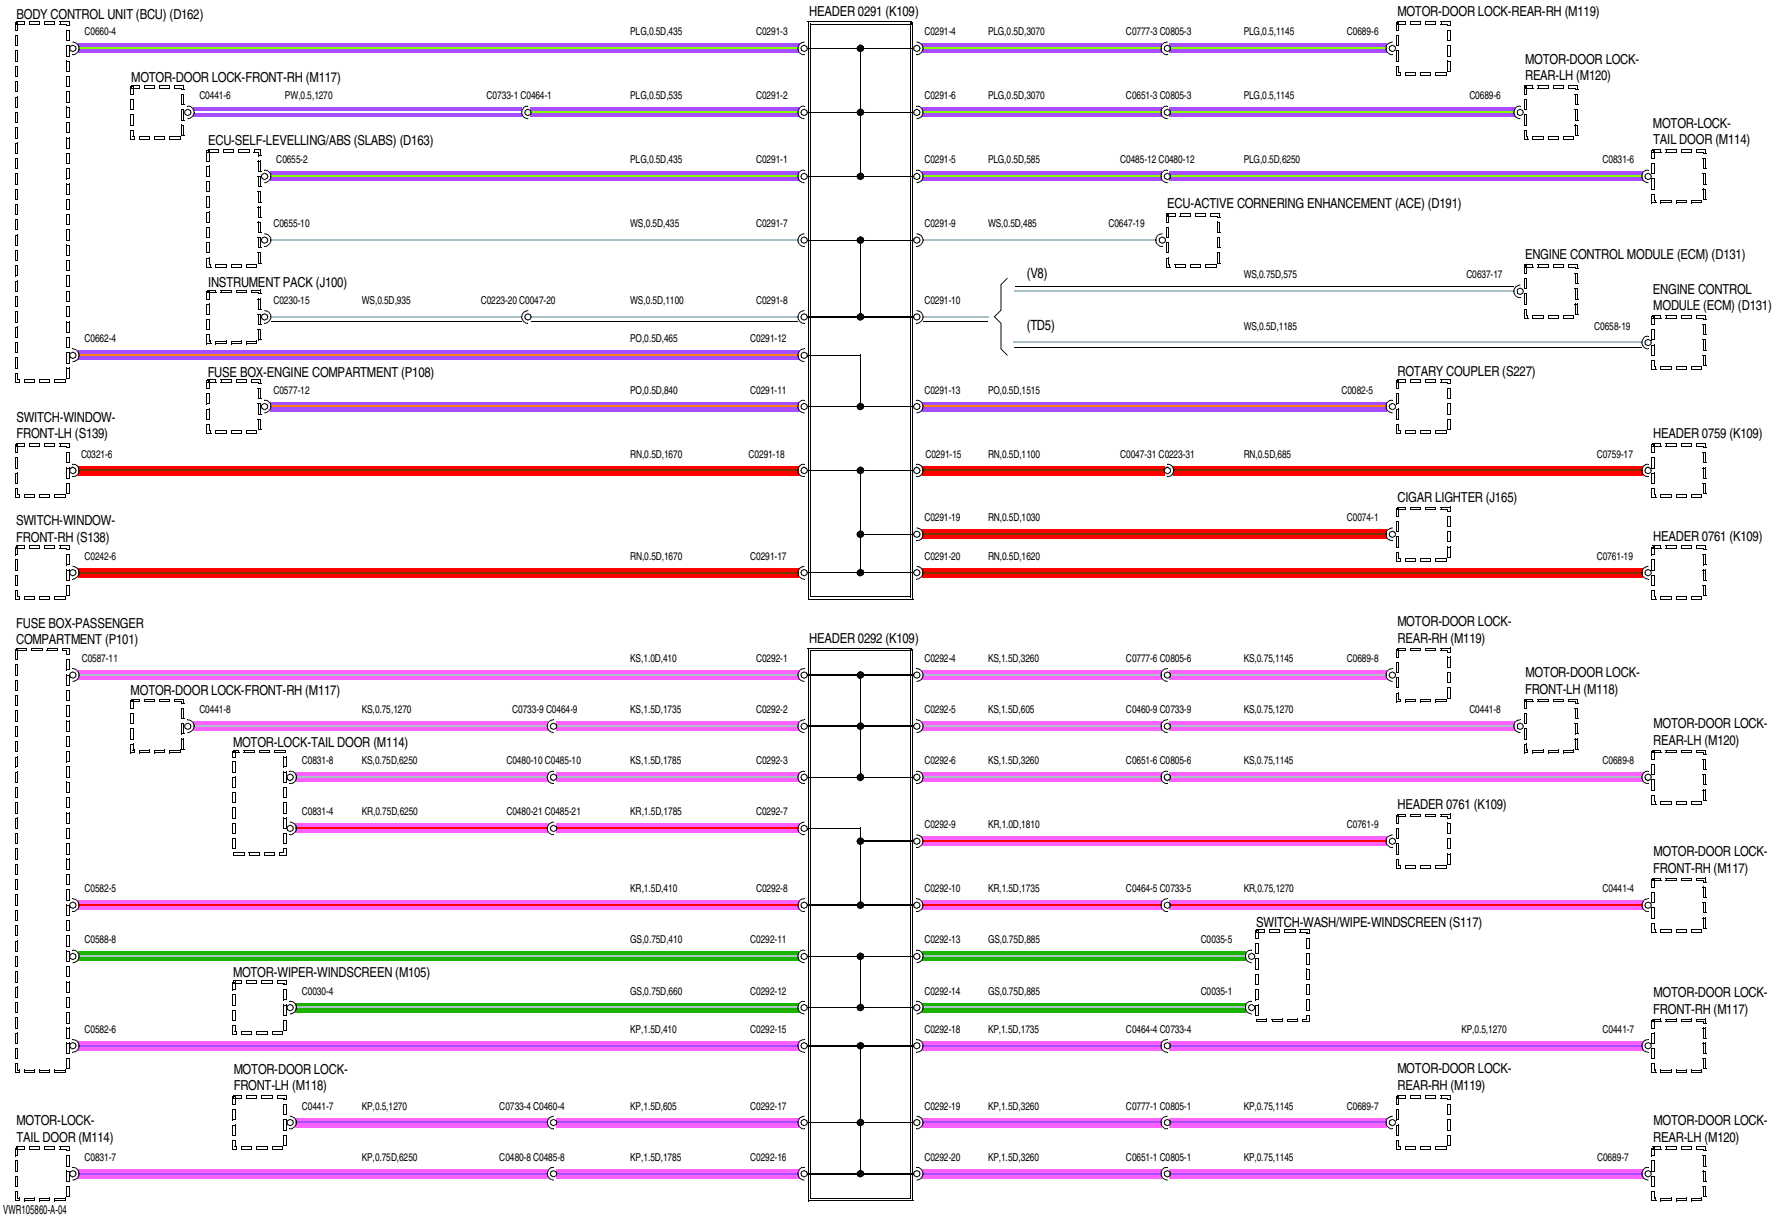 BODY CONTROL UNIT (BCU) (D162)
HEADER 0291 (K109)
MOTOR-DOOR LOCK-REAR-RH (M119)
C0660-4 PLG,0.5D,435 C0291-3 C0291-4 PLG,0.5D,3070 C0777-3 C0805-3 PLG,0.5,1145 C0689-6
MOTOR-DOOR LOCK-
REAR-LH (M120)
MOTOR-DOOR LOCK-FRONT-RH (M117)
C0441-6 PW,0.5,1270 C0733-1 C0464-1 PLG,0.5D,535 C0291-2 C0291-6 PLG,0.5D,3070 C0651-3 C0805-3 PLG,0.5,1145 C0689-6
MOTOR-LOCK-
TAIL DOOR (M114)
ECU-SELF-LEVELLING/ABS (SLABS) (D163)
C0655-2 PLG,0.5D,435 C0291-1 C0291-5 PLG,0.5D,585 C0485-12 C0480-12 PLG,0.5D,6250 C0831-6
ECU-ACTIVE CORNERING ENHANCEMENT (ACE) (D191)
C0655-10 WS,0.5D,435 C0291-7 C0291-9 WS,0.5D,485 C0647-19
ENGINE CONTROL MODULE (ECM) (D131)
(V8) WS,0.75D,575 C0637-17
INSTRUMENT PACK (J100)
ENGINE CONTROL
MODULE (ECM) (D131)
C0230-15 WS,0.5D,935 C0223-20 C0047-20 WS,0.5D,1100 C0291-8 C0291-10
(TD5) WS,0.5D,1185 C0658-19
C0662-4 PO,0.5D,465 C0291-12
FUSE BOX-ENGINE COMPARTMENT (P108)
ROTARY COUPLER (S227)
C0577-12 PO,0.5D,840 C0291-11 C0291-13 PO,0.5D,1515 C0082-5
SWITCH-WINDOW-
FRONT-LH (S139)
HEADER 0759 (K109)
C0321-6 RN,0.5D,1670 C0291-18 C0291-15 RN,0.5D,1100 C0047-31 C0223-31 RN,0.5D,685 C0759-17
CIGAR LIGHTER (J165)
C0291-19 RN,0.5D,1030 C0074-1
SWITCH-WINDOW-
FRONT-RH (S138)
HEADER 0761 (K109)
C0242-6 RN,0.5D,1670 C0291-17 C0291-20 RN,0.5D,1620 C0761-19
FUSE BOX-PASSENGER
COMPARTMENT (P101)
HEADER 0292 (K109)
MOTOR-DOOR LOCK-
REAR-RH (M119)
C0587-11 KS,1.0D,410 C0292-1 C0292-4 KS,1.5D,3260 C0777-6 C0805-6 KS,0.75,1145 C0689-8
MOTOR-DOOR LOCK-
FRONT-LH (M118)
MOTOR-DOOR LOCK-FRONT-RH (M117)
C0441-8 KS,0.75,1270 C0733-9 C0464-9 KS,1.5D,1735 C0292-2 C0292-5 KS,1.5D,605 C0460-9 C0733-9 KS,0.75,1270 C0441-8
MOTOR-DOOR LOCK-
REAR-LH (M120)
MOTOR-LOCK-TAIL DOOR (M114)
C0831-8 KS,0.75D,6250 C0480-10 C0485-10 KS,1.5D,1785 C0292-3 C0292-6 KS,1.5D,3260 C0651-6 C0805-6 KS,0.75,1145 C0689-8
HEADER 0761 (K109)
C0831-4 KR,0.75D,6250 C0480-21 C0485-21 KR,1.5D,1785 C0292-7
C0292-9 KR,1.0D,1810 C0761-9
MOTOR-DOOR LOCK-
FRONT-RH (M117)
C0582-5 KR,1.5D,410 C0292-8 C0292-10 KR,1.5D,1735 C0464-5 C0733-5 KR,0.75,1270 C0441-4
SWITCH-WASH/WIPE-WINDSCREEN (S117)
C0588-8 GS,0.75D,410 C0292-11 C0292-13 GS,0.75D,885 C0035-5
MOTOR-WIPER-WINDSCREEN (M105)
C0030-4 GS,0.75D,660 C0292-12 C0292-14 GS,0.75D,885 C0035-1
MOTOR-DOOR LOCK-
FRONT-RH (M117)
C0582-6 KP,1.5D,410 C0292-15 C0292-18 KP,1.5D,1735 C0464-4 C0733-4 KP,0.5,1270 C0441-7
MOTOR-DOOR LOCK-
FRONT-LH (M118)
MOTOR-DOOR LOCK-
REAR-RH (M119)
C0441-7 KP,0.5,1270 C0733-4 C0460-4 KP,1.5D,605 C0292-17 C0292-19 KP,1.5D,3260 C0777-1 C0805-1 KP,0.75,1145 C0689-7
MOTOR-LOCK-
TAIL DOOR (M114)
MOTOR-DOOR LOCK-
REAR-LH (M120)
C0831-7 KP,0.75D,6250 C0480-8 C0485-8 KP,1.5D,1785 C0292-16 C0292-20 KP,1.5D,3260 C0651-1 C0805-1 KP,0.75,1145 C0689-7
VWR105860-A-04